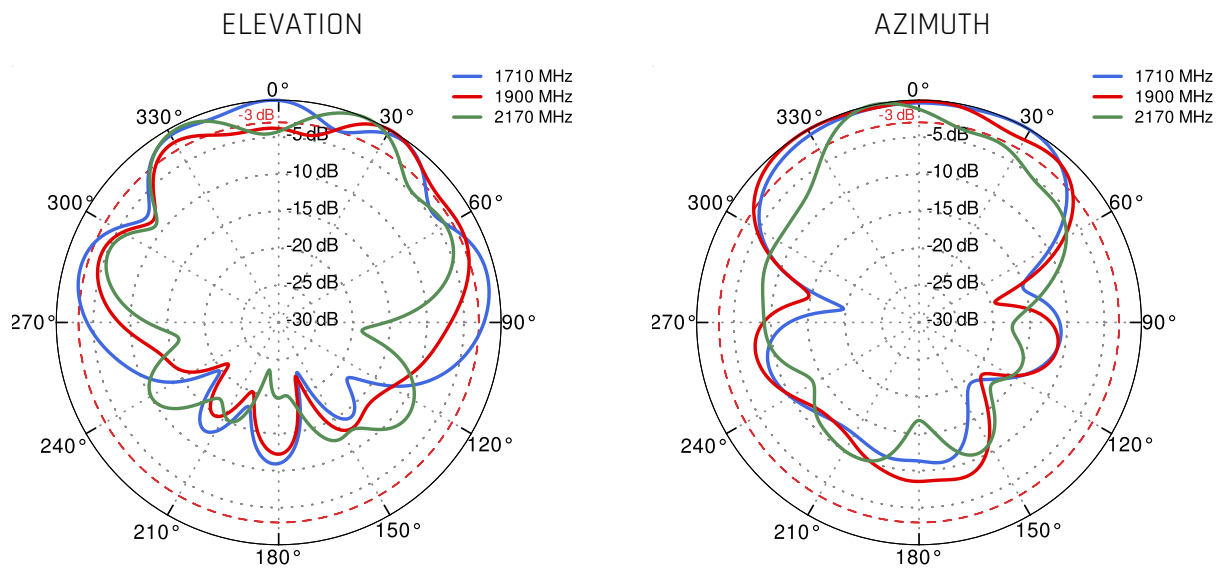 ELEVATION
1710 MHz
1900 MHz
2170 MHz
0°
330°
30°
-3 dB
-5 dB
-10 dB
300°
60°
-15 dB
-20 dB
-25 dB
-30 dB
270°
90°
240°
120°
210°
150°
180°
AZIMUTH
1710 MHz
1900 MHz
2170 MHz
0°
330°
30°
-3 dB
-5 dB
-10 dB
300°
60°
-15 dB
-20 dB
-25 dB
-30 dB
270°
90°
240°
120°
210°
150°
180°